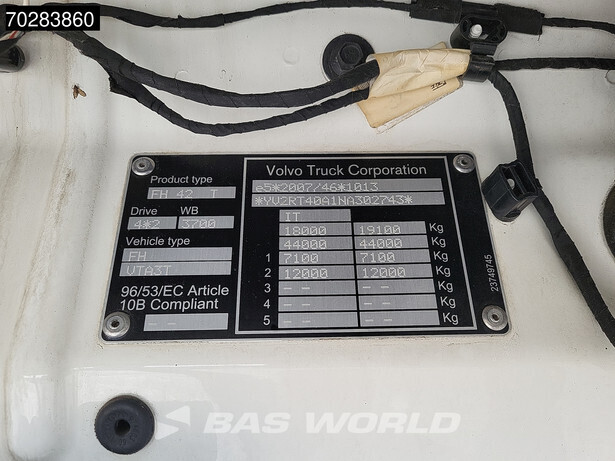 70283860
Volvo Truck Corporation
Product type
FH 42 T
Drive WB
4*2 3700
Vehicle type
FH
VTA3T
96/53/EC Article
10B Compliant
-- --
e5*2007/46*1013
*YV2RT40A1NA302743*
IT
18000 19100 Kg
44000 44000 Kg
1 7100 7100 Kg
2 12000 12000 Kg
3 -- -- -- -- Kg
4 -- -- -- -- Kg
5 -- -- -- -- Kg
23749745
BAS WORLD